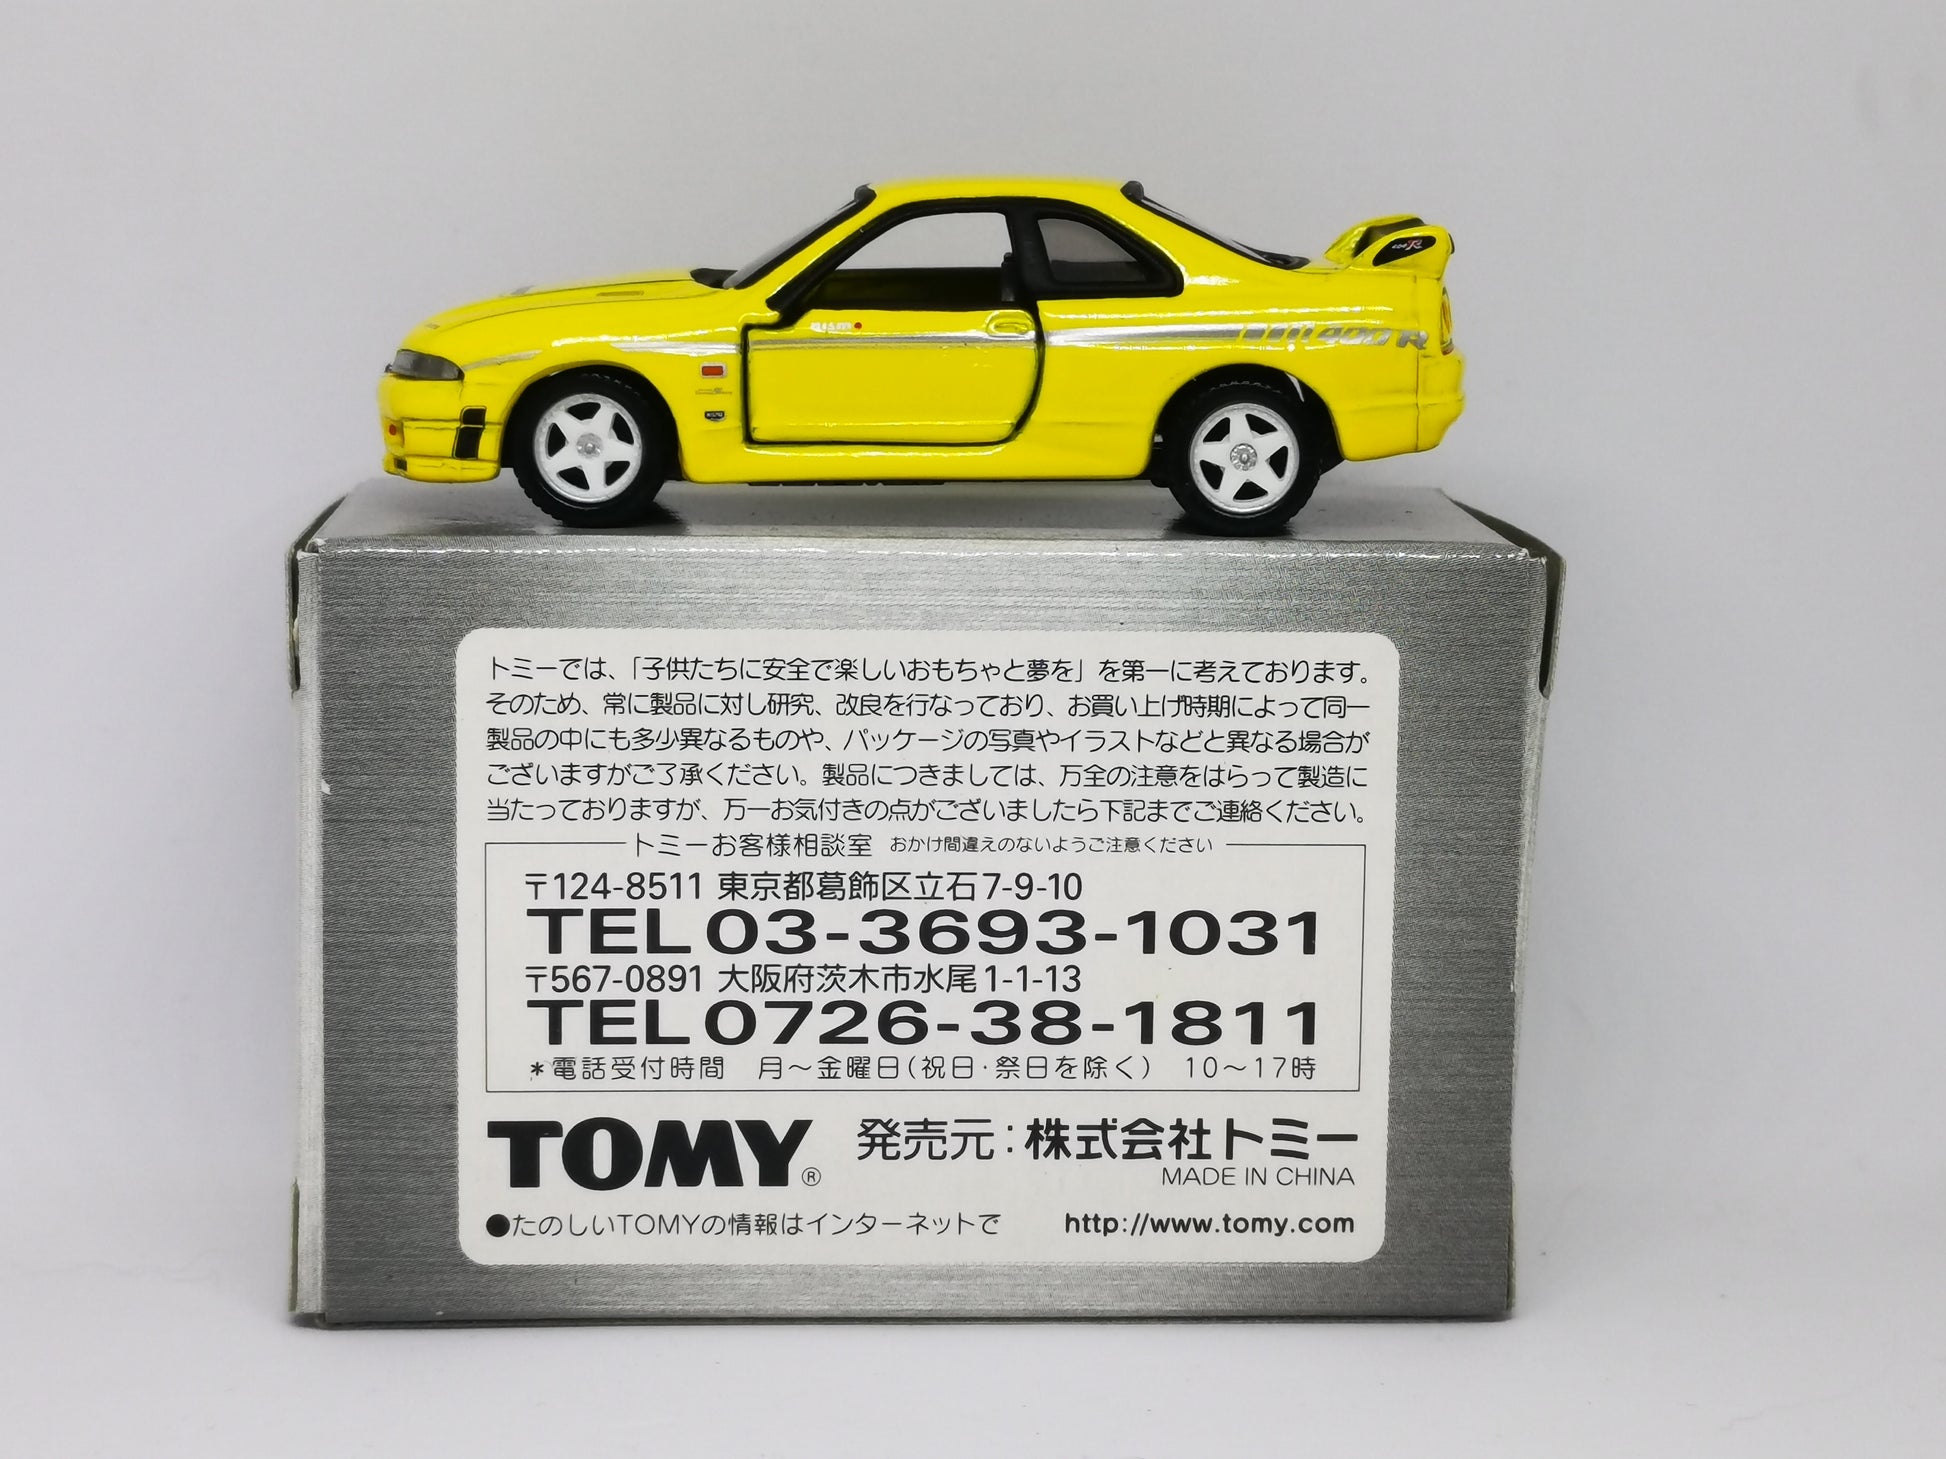 400R
nismo
400R
トミーでは、「子供たちに安全で楽しいおもちゃと夢を」を第一に考えております。
そのため、常に製品に対し研究、改良を行なっており、お買い上げ時期によって同一
製品の中にも多少異なるものや、パッケージの写真やイラストなどと異なる場合が
ございますがご了承ください。製品につきましては、万全の注意をはらって製造に
当たっておりますが、万一お気付きの点がございましたら下記までご連絡ください。
トミーお客様相談室 おかけ間違えのないようご注意ください
〒124-8511 東京都葛飾区立石7-9-10
TEL 03-3693-1031
〒567-0891 大阪府茨木市水尾1-1-13
TEL 0726-38-1811
*電話受付時間 月～金曜日(祝日・祭日を除く) 10～17時
TOMY® 発売元:株式会社トミー
MADE IN CHINA
●たのしいTOMYの情報はインターネットで http://www.tomy.com